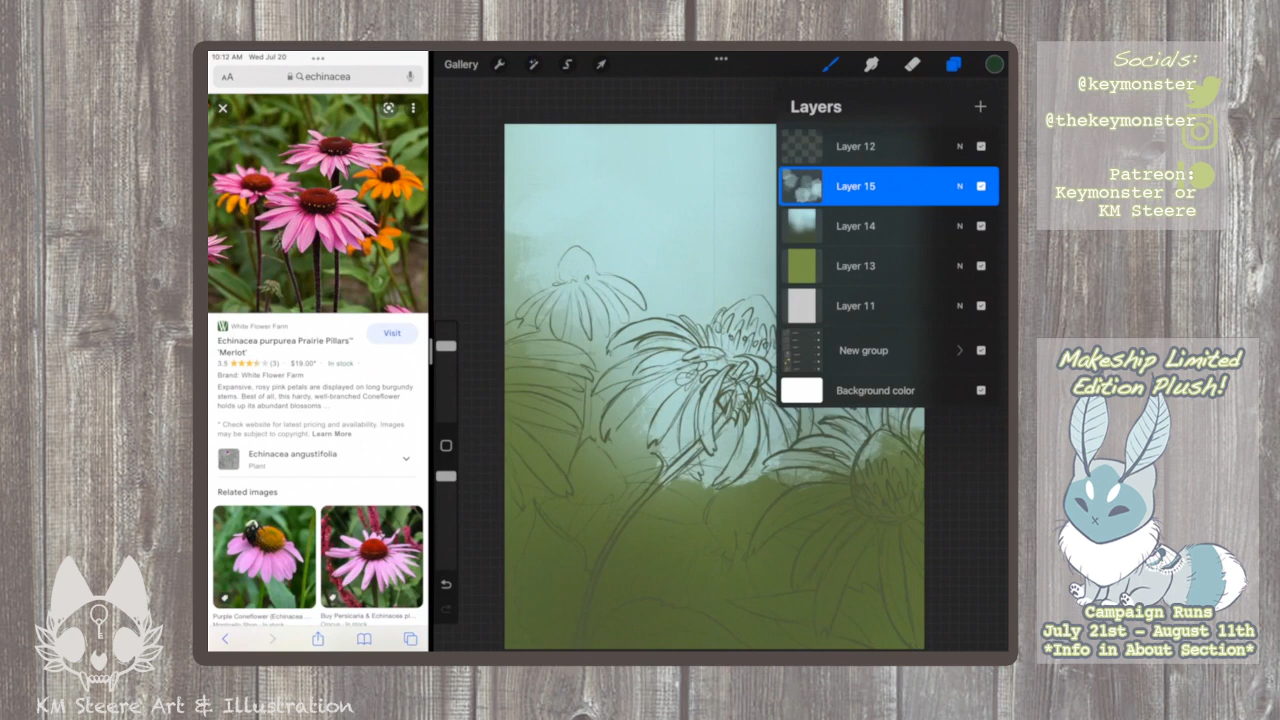 10:12 AM Wed Jul 20
AA
echinacea
White Flower Farm
Echinacea purpurea Prairie Pillars™
'Merlot'
Visit
3.5 (3) · $19.00* · In stock ·
Brand: White Flower Farm
Expansive, rosy pink petals are displayed on long burgundy
stems. Best of all, this hardy, well-branched Coneflower
holds up its abundant blossoms....
* Check website for latest pricing and availability. Images
may be subject to copyright. Learn More
Echinacea angustifolia
Plant
Related images
Purple Coneflower (Echinacea ...
Buy Persicaria & Echinacea pl...
Gallery
Layers
Layer 12 N
Layer 15 N
Layer 14 N
Layer 13 N
Layer 11 N
New group
Background color
Socials:
@keymonster
@thekeymonster
Patreon:
Keymonster or
KM Steere
Makeship Limited
Edition Plush!
Campaign Runs
July 21st - August 11th
*Info in About Section*
KM Steere Art & Illustration